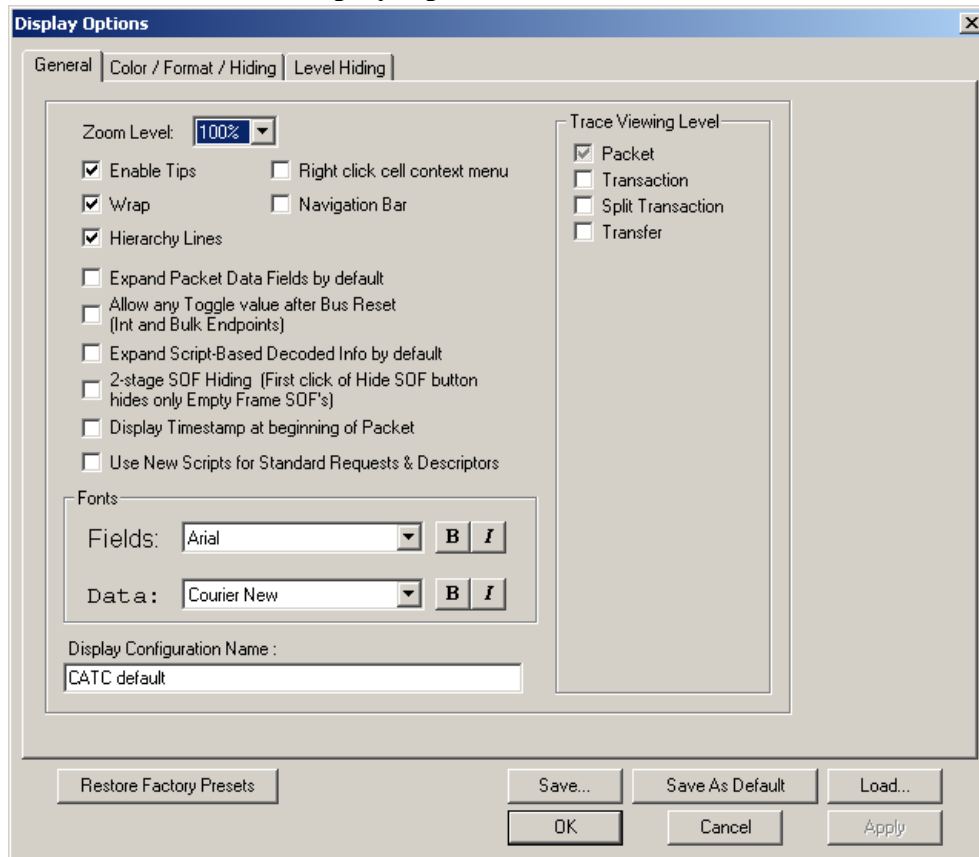 Display Options
General
Color / Format / Hiding
Level Hiding
Zoom Level:
100%
Enable Tips
Right click cell context menu
Wrap
Navigation Bar
Hierarchy Lines
Expand Packet Data Fields by default
Allow any Toggle value after Bus Reset
(Int and Bulk Endpoints)
Expand Script-Based Decoded Info by default
2-stage SOF Hiding (First click of Hide SOF button
hides only Empty Frame SOF's)
Display Timestamp at beginning of Packet
Use New Scripts for Standard Requests & Descriptors
Fonts
Fields:
Arial
B
I
Data:
Courier New
B
I
Display Configuration Name :
CATC default
Trace Viewing Level
Packet
Transaction
Split Transaction
Transfer
Restore Factory Presets
Save...
Save As Default
Load...
OK
Cancel
Apply